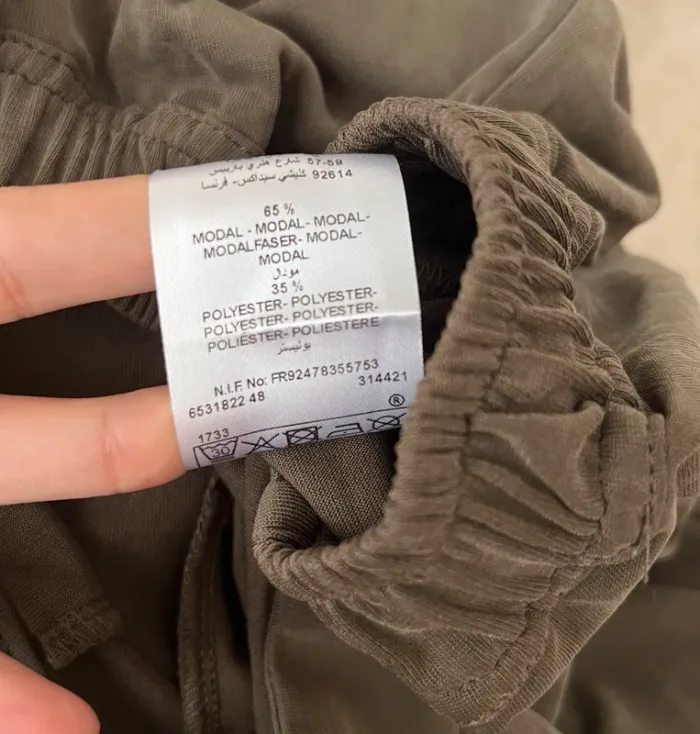 57-59 شارع هنري باربيس
92614 كليشي سيداكس- فرنسا
65 %
MODAL - MODAL- MODAL-
MODALFASER- MODAL-
MODAL
مودال
35 %
POLYESTER- POLYESTER-
POLYESTER- POLYESTER-
POLIÉSTER- POLIESTERE
بوليستر
N.I.F. No: FR92478355753
6531822 48 314421
®
1733
30